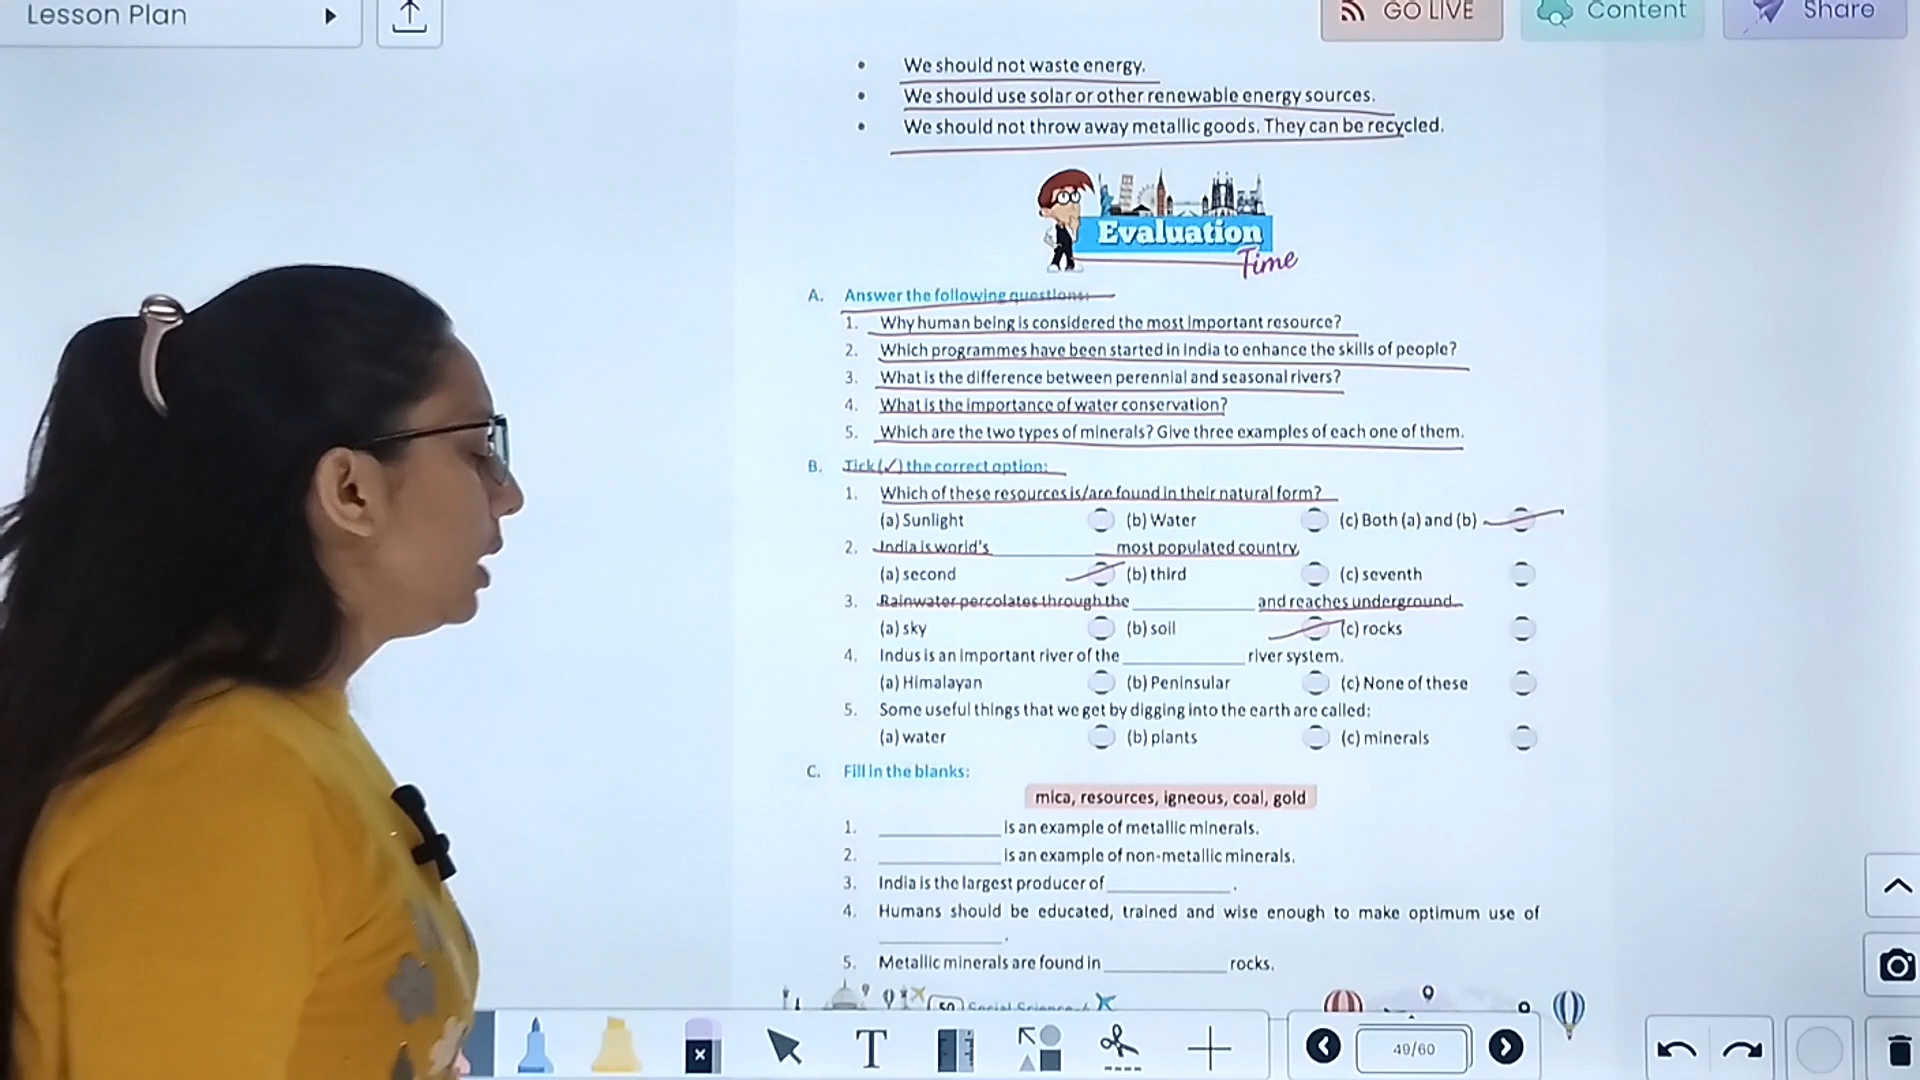 Lesson Plan
GO LIVE
Content
Share
• We should not waste energy.
• We should use solar or other renewable energy sources.
• We should not throw away metallic goods. They can be recycled.
Evaluation
Time
A. Answer the following questions:
1. Why human being is considered the most important resource?
2. Which programmes have been started in India to enhance the skills of people?
3. What is the difference between perennial and seasonal rivers?
4. What is the importance of water conservation?
5. Which are the two types of minerals? Give three examples of each one of them.
B. Tick (✓) the correct option:
1. Which of these resources is/are found in their natural form?
(a) Sunlight (b) Water (c) Both (a) and (b)
2. India is world's ____________ most populated country.
(a) second (b) third (c) seventh
3. Rainwater percolates through the ____________ and reaches underground.
(a) sky (b) soil (c) rocks
4. Indus is an important river of the ____________ river system.
(a) Himalayan (b) Peninsular (c) None of these
5. Some useful things that we get by digging into the earth are called:
(a) water (b) plants (c) minerals
C. Fill in the blanks:
mica, resources, igneous, coal, gold
1. ____________ is an example of metallic minerals.
2. ____________ is an example of non-metallic minerals.
3. India is the largest producer of ____________.
4. Humans should be educated, trained and wise enough to make optimum use of
____________.
5. Metallic minerals are found in ____________ rocks.
50 Social Science
T
49/60